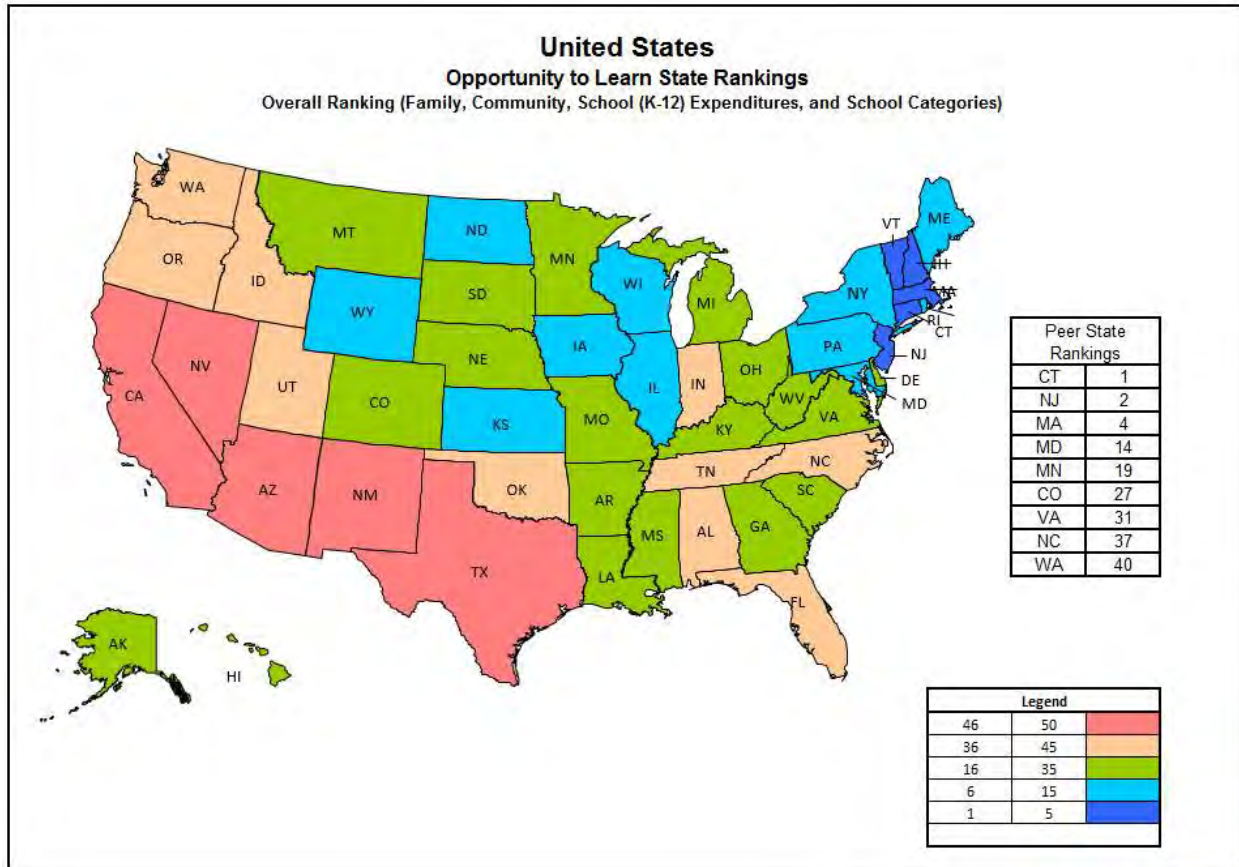 United States
Opportunity to Learn State Rankings
Overall Ranking (Family, Community, School (K-12) Expenditures, and School Categories)
WA
VT
ME
MT
ND
MN
OR
ID
WI
NY
SD
MI
MA
WY
RI
CT
IA
PA
NE
NJ
NV
UT
IL
IN
OH
DE
CA
CO
WV
MD
KS
MO
VA
KY
NC
TN
AZ
NM
OK
AR
SC
MS
AL
GA
TX
LA
FL
AK
HI
Peer State
Rankings
CT 1
NJ 2
MA 4
MD 14
MN 19
CO 27
VA 31
NC 37
WA 40
Legend
46 50
36 45
16 35
6 15
1 5